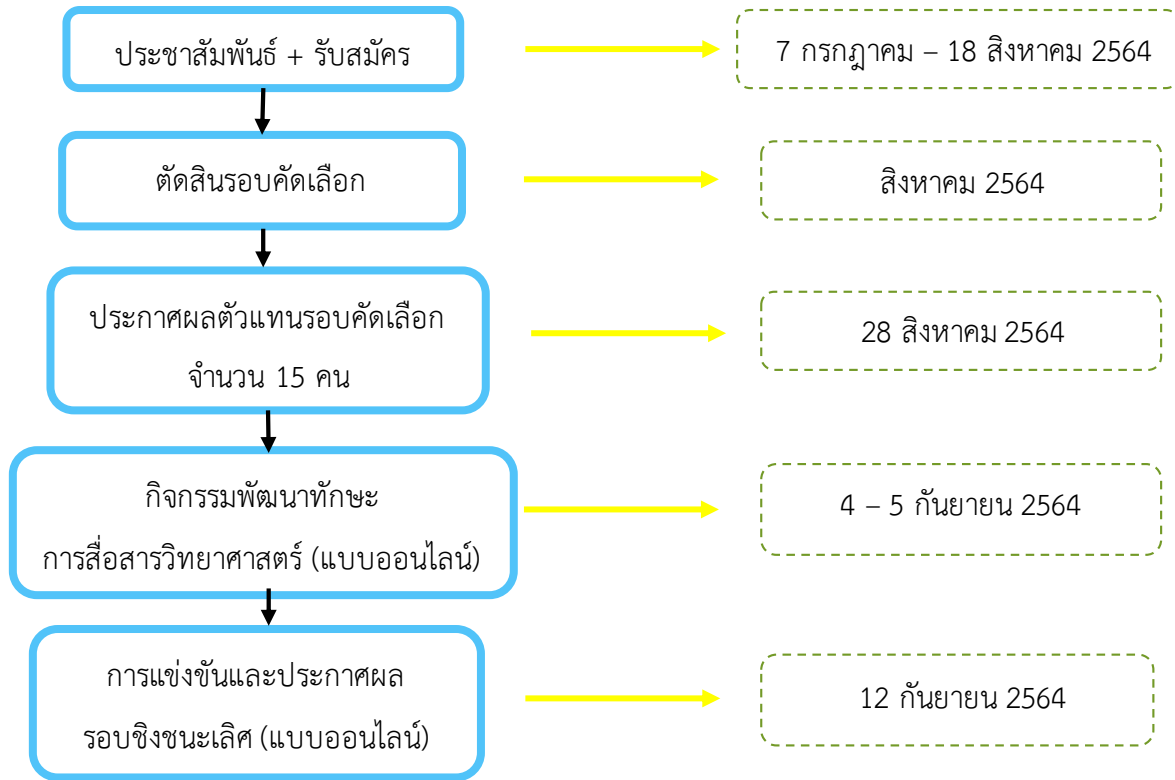 ประชาสัมพันธ์ + รับสมัคร
7 กรกฎาคม – 18 สิงหาคม 2564
ตัดสินรอบคัดเลือก
สิงหาคม 2564
ประกาศผลตัวแทนรอบคัดเลือก
จำนวน 15 คน
28 สิงหาคม 2564
กิจกรรมพัฒนาทักษะ
การสื่อสารวิทยาศาสตร์ (แบบออนไลน์)
4 – 5 กันยายน 2564
การแข่งขันและประกาศผล
รอบชิงชนะเลิศ (แบบออนไลน์)
12 กันยายน 2564